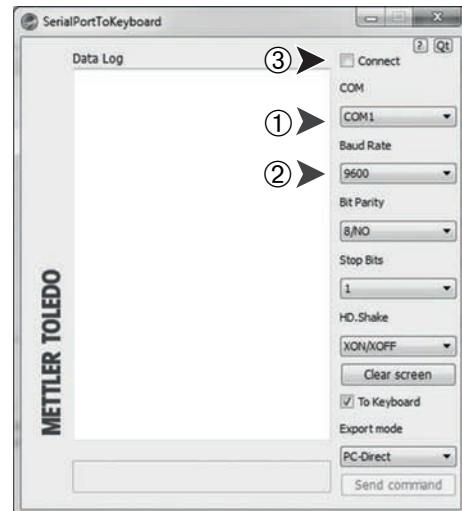 SerialPortToKeyboard
? Qt
Data Log
③
Connect
COM
①
COM1
Baud Rate
②
9600
Bit Parity
8/NO
Stop Bits
1
HD.Shake
XON/XOFF
Clear screen
To Keyboard
Export mode
PC-Direct
Send command
METTLER TOLEDO